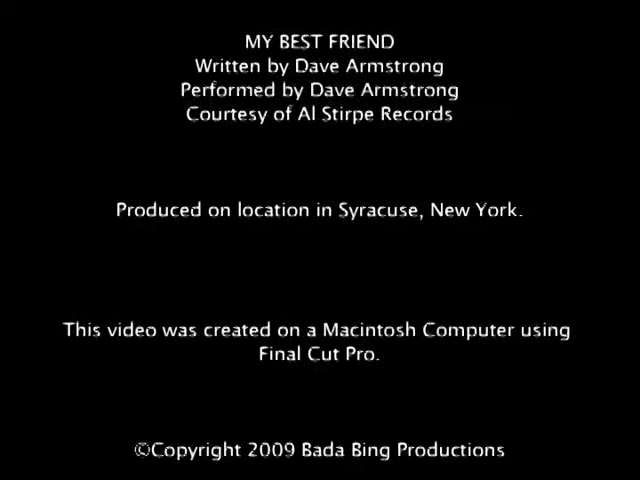 MY BEST FRIEND
Written by Dave Armstrong
Performed by Dave Armstrong
Courtesy of Al Stirpe Records
Produced on location in Syracuse, New York.
This video was created on a Macintosh Computer using
Final Cut Pro.
©Copyright 2009 Bada Bing Productions